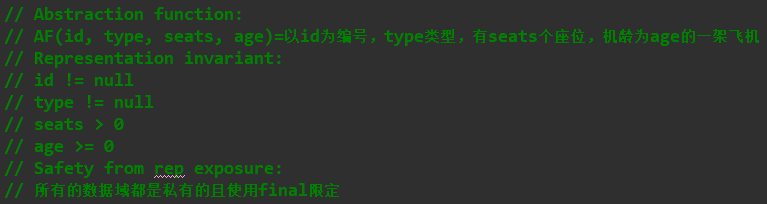 // Abstraction function:
// AF(id, type, seats, age)=以id为编号，type类型，有seats个座位，机龄为age的一架飞机
// Representation invariant:
// id != null
// type != null
// seats > 0
// age >= 0
// Safety from rep exposure:
// 所有的数据域都是私有的且使用final限定